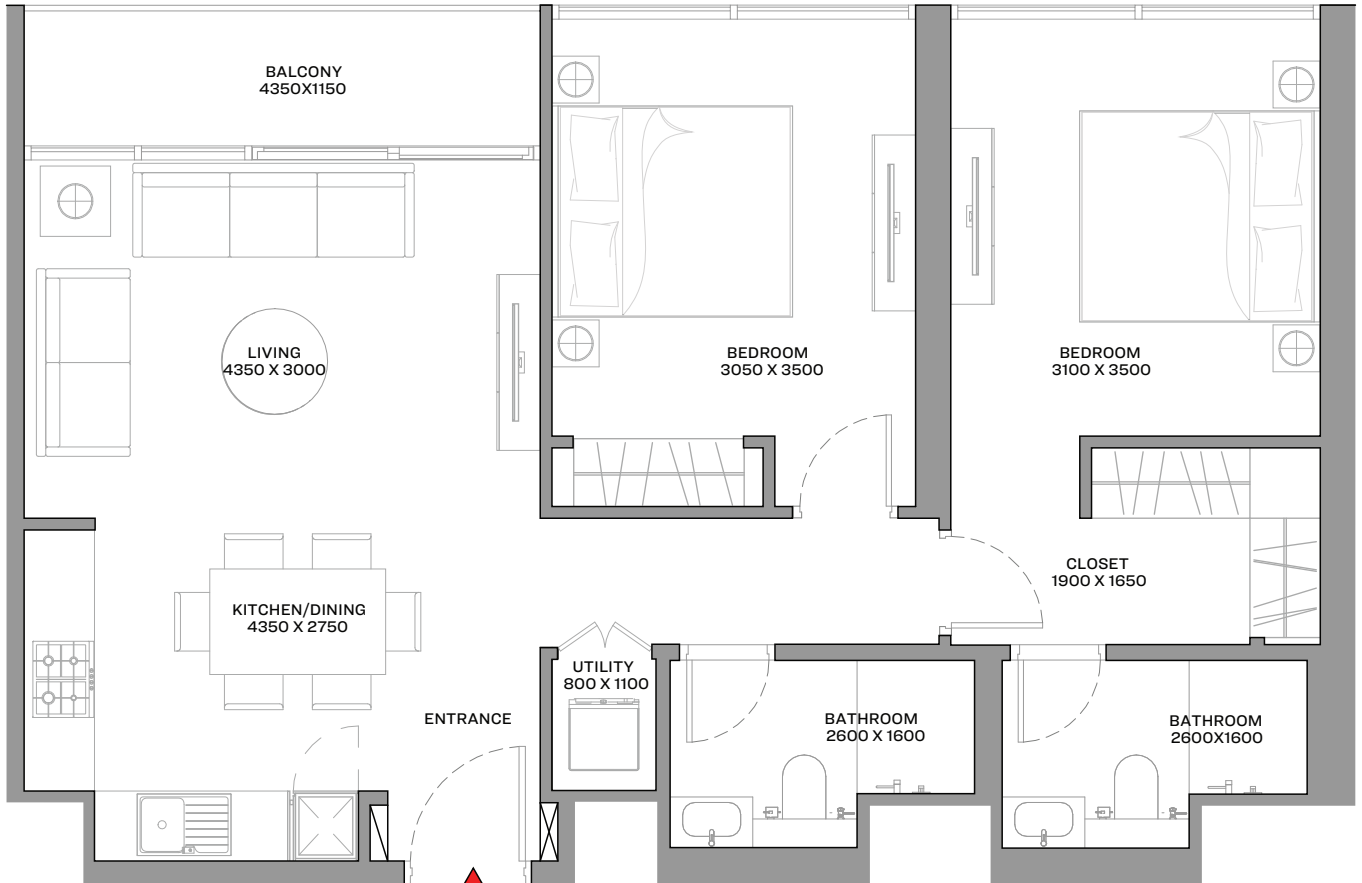 BALCONY
4350X1150
LIVING
4350 X 3000
BEDROOM
3050 X 3500
BEDROOM
3100 X 3500
KITCHEN/DINING
4350 X 2750
CLOSET
1900 X 1650
UTILITY
800 X 1100
ENTRANCE
BATHROOM
2600 X 1600
BATHROOM
2600X1600